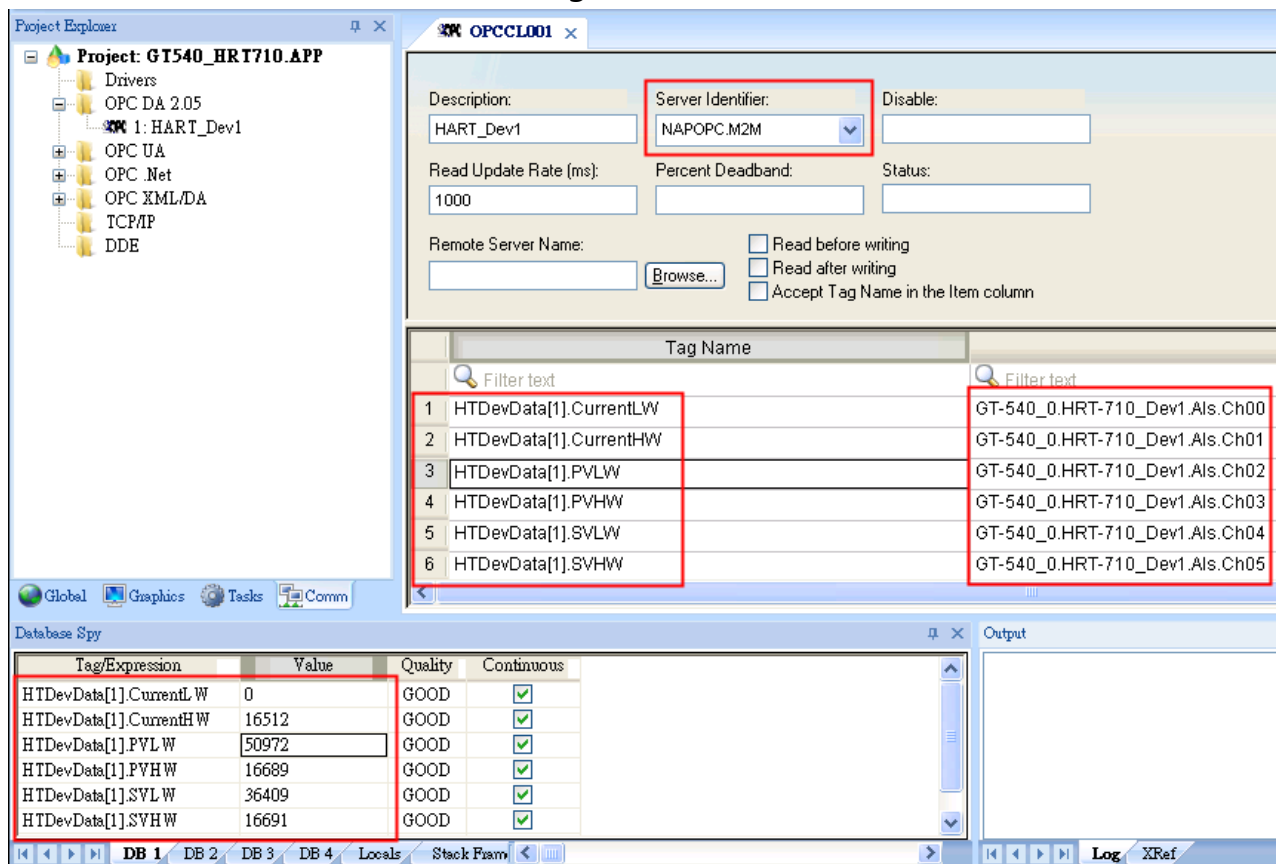 Project Explorer
OPCCL001
Project: GT540_HRT710.APP
Drivers
OPC DA 2.05
1: HART_Dev1
OPC UA
OPC .Net
OPC XML/DA
TCP/IP
DDE
Description: Server Identifier: Disable:
HART_Dev1 NAPOPC.M2M
Read Update Rate (ms): Percent Deadband: Status:
1000
Remote Server Name:
Browse...
Read before writing
Read after writing
Accept Tag Name in the Item column
Tag Name
Filter text Filter text
1 HTDevData[1].CurrentLW GT-540_0.HRT-710_Dev1.AIs.Ch00
2 HTDevData[1].CurrentHW GT-540_0.HRT-710_Dev1.AIs.Ch01
3 HTDevData[1].PVLW GT-540_0.HRT-710_Dev1.AIs.Ch02
4 HTDevData[1].PVHW GT-540_0.HRT-710_Dev1.AIs.Ch03
5 HTDevData[1].SVLW GT-540_0.HRT-710_Dev1.AIs.Ch04
6 HTDevData[1].SVHW GT-540_0.HRT-710_Dev1.AIs.Ch05
Global Graphics Tasks Comm
Database Spy Output
Tag/Expression Value Quality Continuous
HTDevData[1].CurrentLW 0 GOOD
HTDevData[1].CurrentHW 16512 GOOD
HTDevData[1].PVLW 50972 GOOD
HTDevData[1].PVHW 16689 GOOD
HTDevData[1].SVLW 36409 GOOD
HTDevData[1].SVHW 16691 GOOD
DB 1 DB 2 DB 3 DB 4 Locals Stack Fram Log XRef